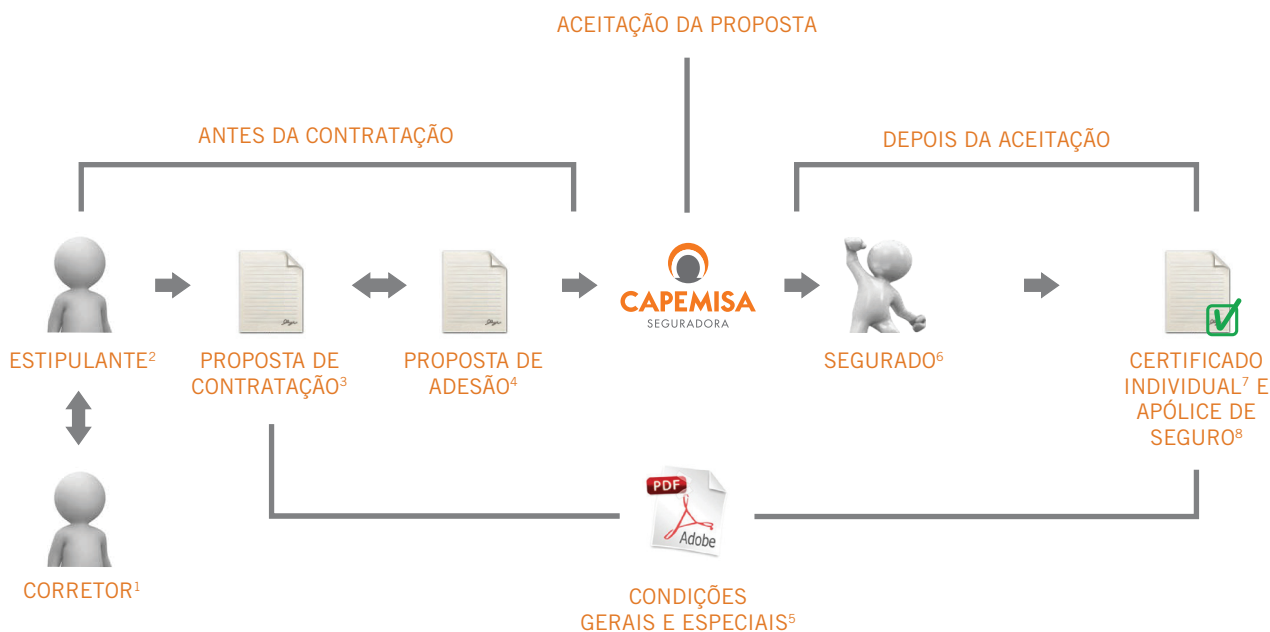 ACEITAÇÃO DA PROPOSTA
ANTES DA CONTRATAÇÃO
DEPOIS DA ACEITAÇÃO
CAPEMISA
SEGURADORA
ESTIPULANTE²
PROPOSTA DE
CONTRATAÇÃO³
PROPOSTA DE
ADESÃO⁴
SEGURADO⁶
CERTIFICADO
INDIVIDUAL⁷ E
APÓLICE DE
SEGURO⁸
PDF
Adobe
CORRETOR¹
CONDIÇÕES
GERAIS E ESPECIAIS⁵